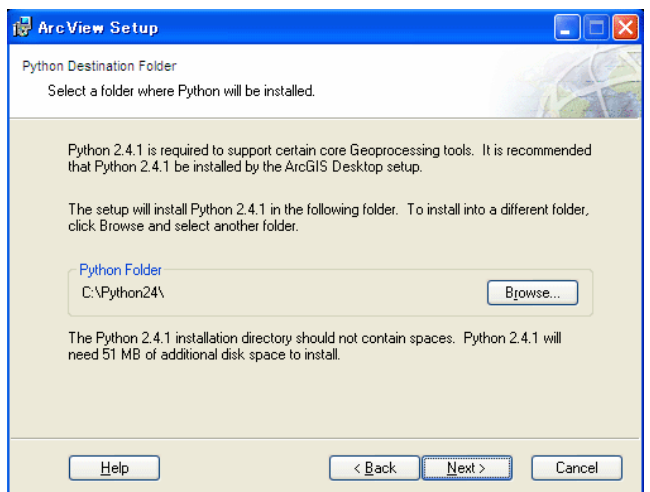 ArcView Setup
Python Destination Folder
Select a folder where Python will be installed.
Python 2.4.1 is required to support certain core Geoprocessing tools.  It is recommended
that Python 2.4.1 be installed by the ArcGIS Desktop setup.
The setup will install Python 2.4.1 in the following folder.  To install into a different folder,
click Browse and select another folder.
Python Folder
C:\Python24\
Browse...
The Python 2.4.1 installation directory should not contain spaces.  Python 2.4.1 will
need 51 MB of additional disk space to install.
Help
< Back
Next >
Cancel